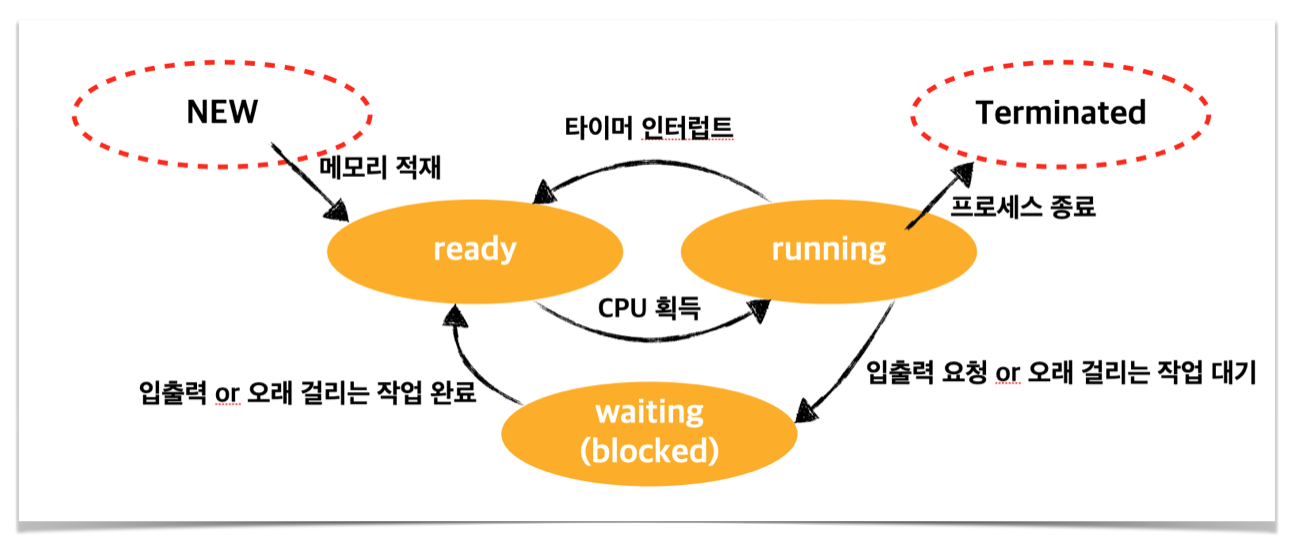 NEW
Terminated
타이머 인터럽트
메모리 적재
프로세스 종료
ready
running
CPU 획득
입출력 요청 or 오래 걸리는 작업 대기
입출력 or 오래 걸리는 작업 완료
waiting
(blocked)